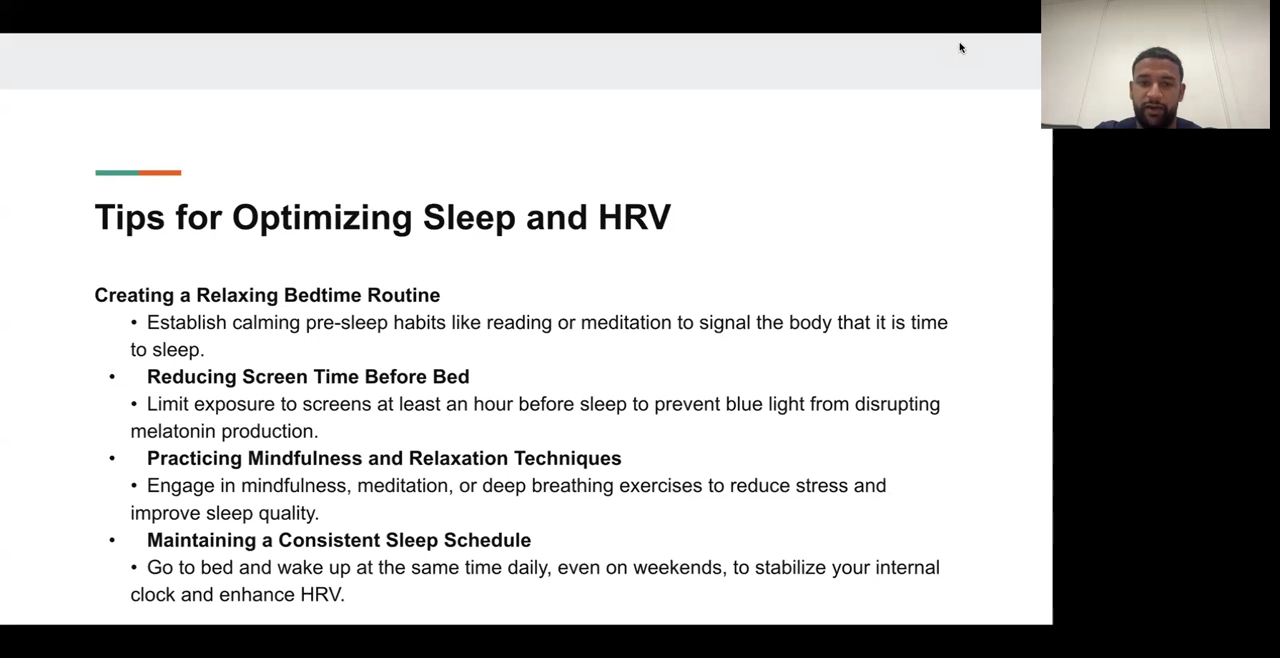 Tips for Optimizing Sleep and HRV
Creating a Relaxing Bedtime Routine
• Establish calming pre-sleep habits like reading or meditation to signal the body that it is time
to sleep.
• Reducing Screen Time Before Bed
• Limit exposure to screens at least an hour before sleep to prevent blue light from disrupting
melatonin production.
• Practicing Mindfulness and Relaxation Techniques
• Engage in mindfulness, meditation, or deep breathing exercises to reduce stress and
improve sleep quality.
• Maintaining a Consistent Sleep Schedule
• Go to bed and wake up at the same time daily, even on weekends, to stabilize your internal
clock and enhance HRV.